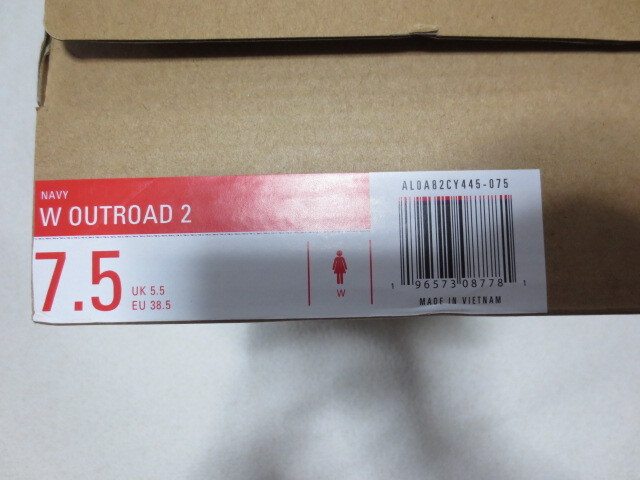 NAVY
W OUTROAD 2
7.5
UK 5.5
EU 38.5
W
AL0A82CY445-075
1 96573 08778 1
MADE IN VIETNAM